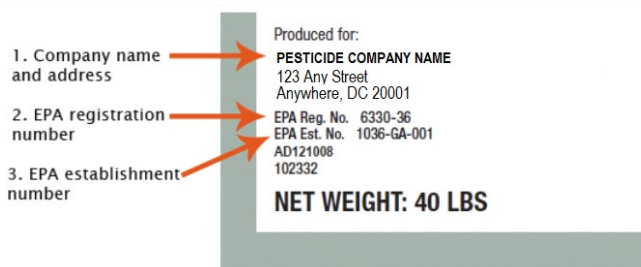 1. Company name
and address
2. EPA registration
number
3. EPA establishment
number
Produced for:
PESTICIDE COMPANY NAME
123 Any Street
Anywhere, DC 20001
EPA Reg. No. 6330-36
EPA Est. No. 1036-GA-001
AD121008
102332
NET WEIGHT: 40 LBS